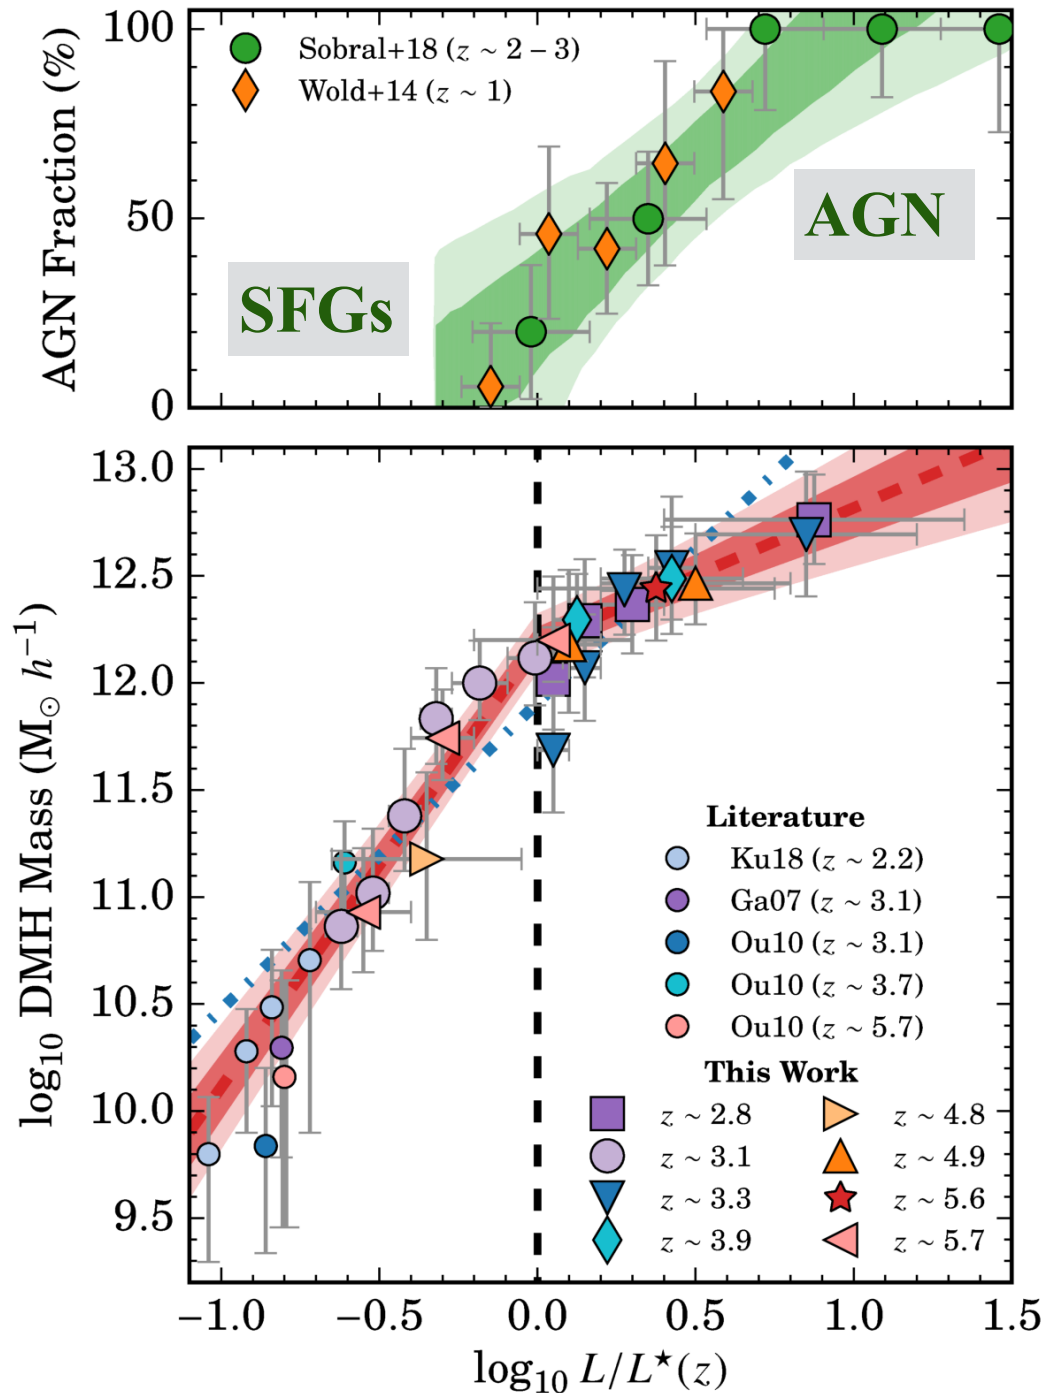 AGN Fraction (%)
100
50
0
Sobral+18 (z ∼ 2 − 3)
Wold+14 (z ∼ 1)
SFGs
AGN
log₁₀ DMH Mass (M⊙ h⁻¹)
13.0
12.5
12.0
11.5
11.0
10.5
10.0
9.5
Literature
Ku18 (z ∼ 2.2)
Ga07 (z ∼ 3.1)
Ou10 (z ∼ 3.1)
Ou10 (z ∼ 3.7)
Ou10 (z ∼ 5.7)
This Work
z ∼ 2.8
z ∼ 3.1
z ∼ 3.3
z ∼ 3.9
z ∼ 4.8
z ∼ 4.9
z ∼ 5.6
z ∼ 5.7
−1.0 −0.5 0.0 0.5 1.0 1.5
log₁₀ L/L⋆(z)